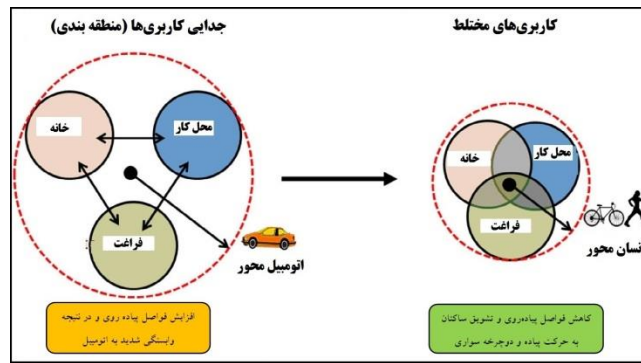 کاربری‌های مختلط
جدایی کاربری‌ها (منطقه بندی)
خانه
محل کار
فراغت
انسان محور
خانه
محل کار
فراغت
اتومبیل محور
کاهش فواصل پیاده‌روی و تشویق ساکنان
به حرکت پیاده و دوچرخه سواری
افزایش فواصل پیاده روی و در نتیجه
وابستگی شدید به اتومبیل